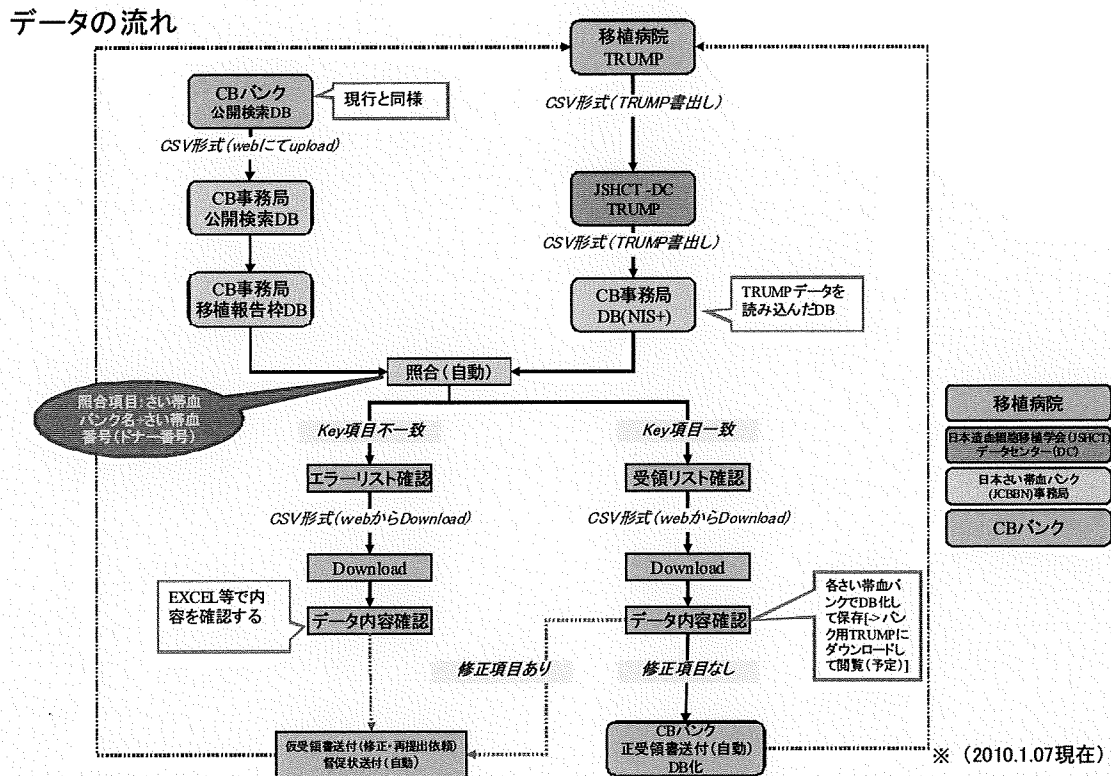 データの流れ
移植病院
TRUMP
CBバンク
公開検索DB
現行と同様
CSV形式(TRUMP書出し)
CSV形式(webにてupload)
CB事務局
公開検索DB
JSHCT -DC
TRUMP
CSV形式(TRUMP書出し)
CB事務局
移植報告枠DB
CB事務局
DB(NIS+)
TRUMPデータを
読み込んだDB
照合(自動)
照合項目:さい帯血
バンク名・さい帯血
番号(ドナー番号)
Key項目不一致
Key項目一致
エラーリスト確認
受領リスト確認
CSV形式(webからDownload)
CSV形式(webからDownload)
Download
Download
EXCEL等で内
容を確認する
データ内容確認
データ内容確認
各さい帯血バ
ンクでDB化し
て保存[->バン
ク用TRUMPに
ダウンロードし
て閲覧(予定)]
修正項目あり
修正項目なし
仮受領書送付(修正・再提出依頼)
督促状送付(自動)
CBバンク
正受領書送付(自動)
DB化
移植病院
日本造血細胞移植学会(JSHCT)
データセンター(DC)
日本さい帯血バンク
(JCBBN)事務局
CBバンク
※ (2010.1.07現在)